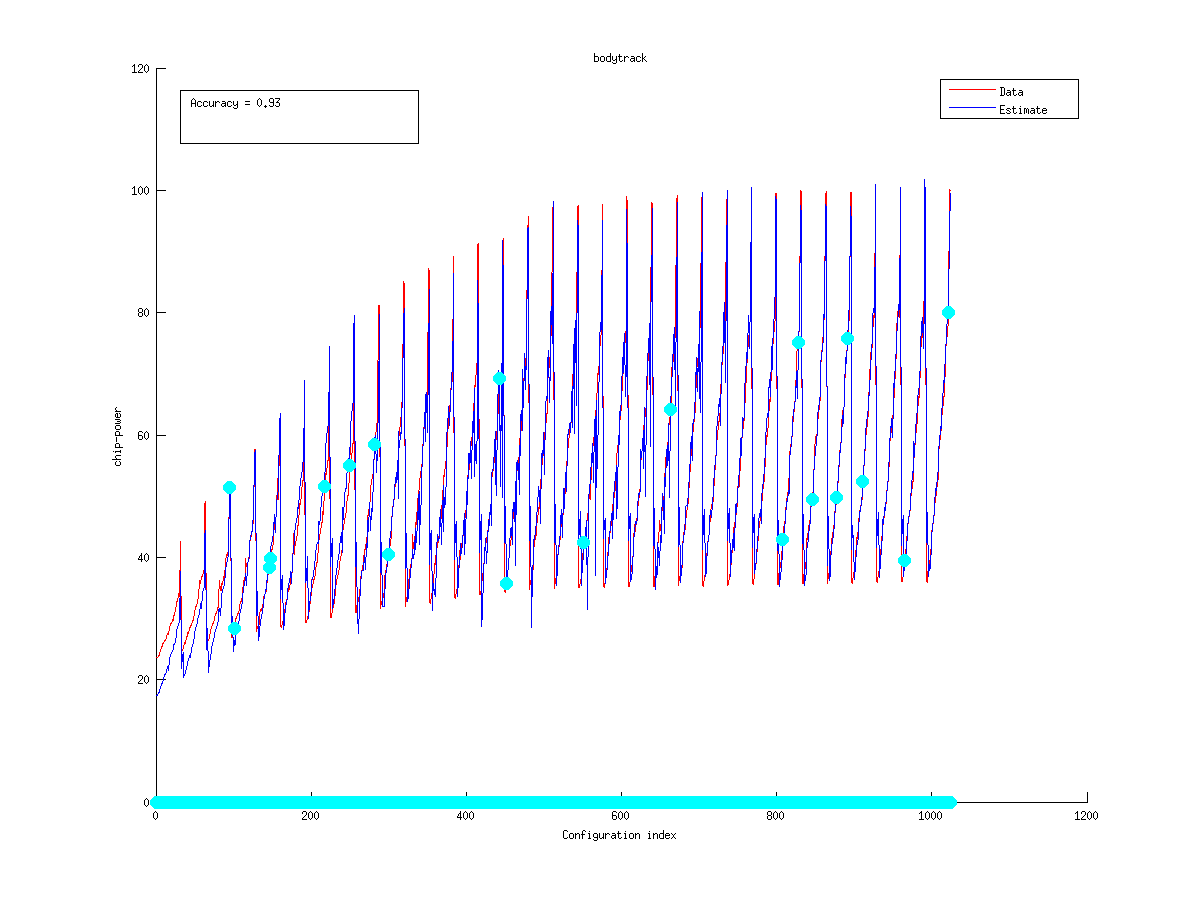 bodytrack
120
100
80
60
40
20
0
chip-power
Accuracy = 0.93
Data
Estimate
0 200 400 600 800 1000 1200
Configuration index